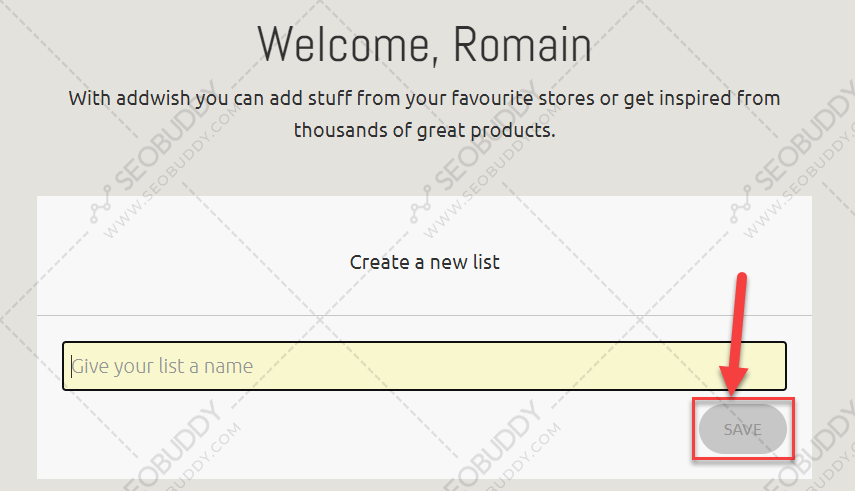 Welcome, Romain
With addwish you can add stuff from your favourite stores or get inspired from
thousands of great products.
SEOBUDDY
WWW.SEOBUDDY.COM
SEOBUDDY
WWW.SEOBUDDY.COM
SEOBUDDY
WWW.SEOBUDDY.COM
Create a new list
Give your list a name
SAVE
SEOBUDDY
WWW.SEOBUDDY.COM
SEOBUDDY
WWW.SEOBUDDY.COM